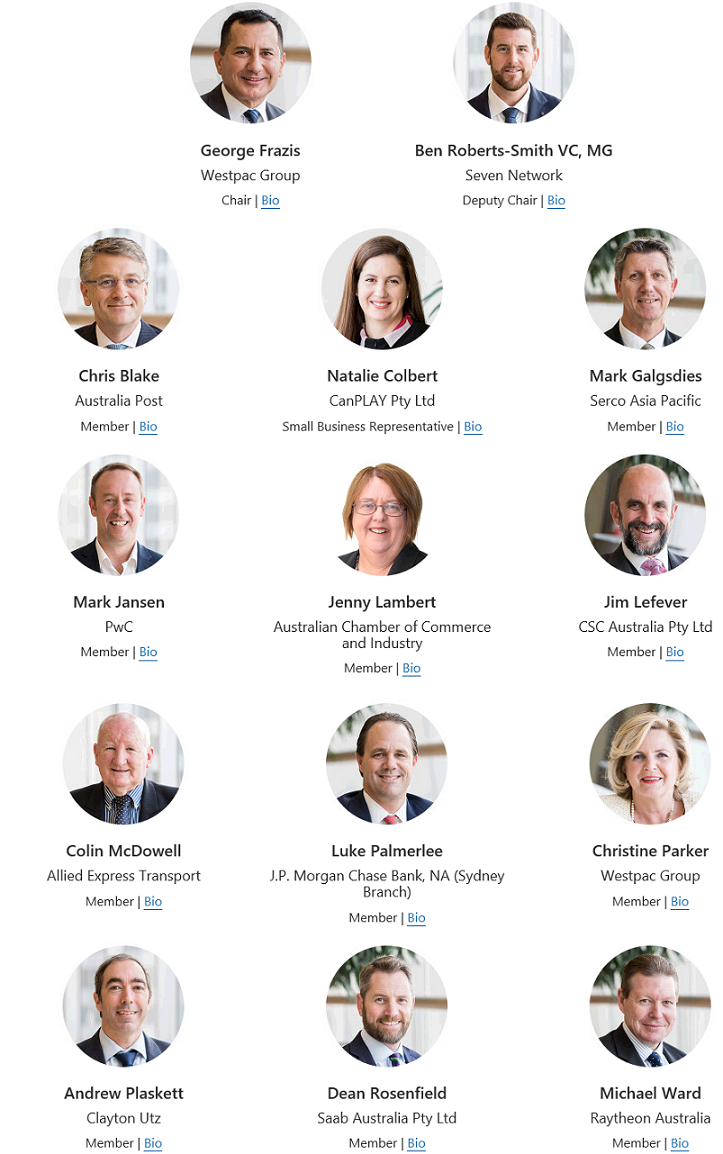 George Frazis
Ben Roberts-Smith VC, MG
Westpac Group
Seven Network
Chair | Bio
Deputy Chair | Bio
Chris Blake
Natalie Colbert
Mark Galgsdies
Australia Post
CanPLAY Pty Ltd
Serco Asia Pacific
Member | Bio
Small Business Representative | Bio
Member | Bio
Mark Jansen
Jenny Lambert
Jim Lefever
PwC
Australian Chamber of Commerce
and Industry
CSC Australia Pty Ltd
Member | Bio
Member | Bio
Member | Bio
Colin McDowell
Luke Palmerlee
Christine Parker
Allied Express Transport
J.P. Morgan Chase Bank, NA (Sydney
Branch)
Westpac Group
Member | Bio
Member | Bio
Member | Bio
Andrew Plaskett
Dean Rosenfield
Michael Ward
Clayton Utz
Saab Australia Pty Ltd
Raytheon Australia
Member | Bio
Member | Bio
Member | Bio